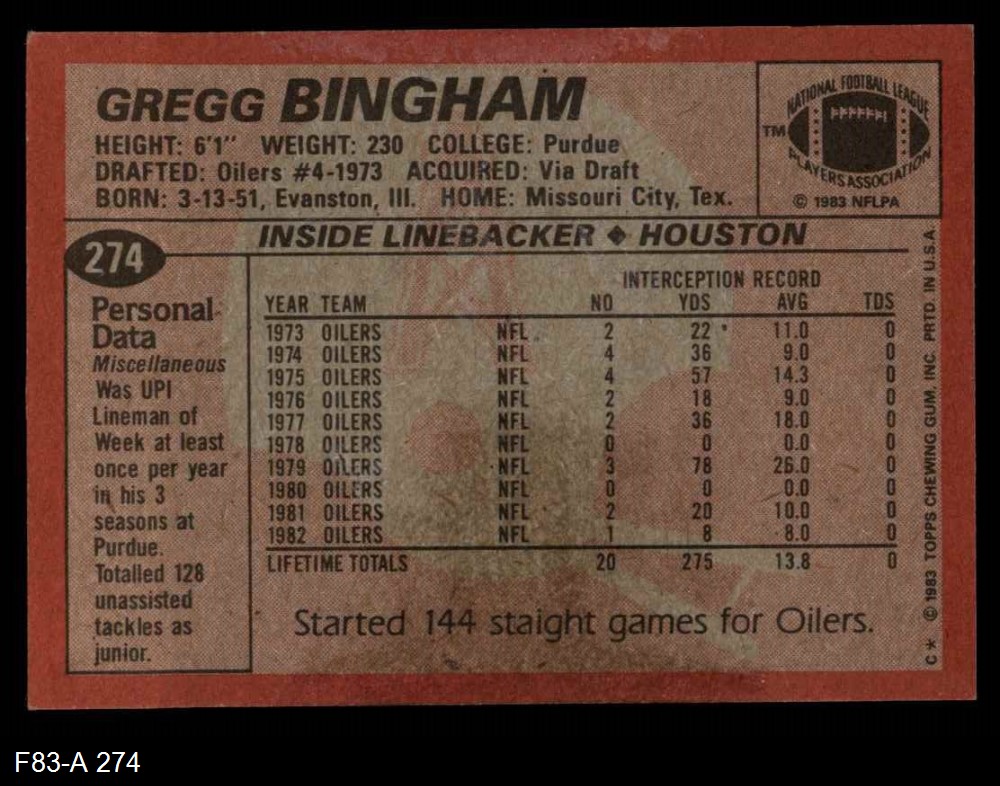 GREGG BINGHAM
HEIGHT: 6'1" WEIGHT: 230 COLLEGE: Purdue
DRAFTED: Oilers #4-1973 ACQUIRED: Via Draft
BORN: 3-13-51, Evanston, Ill. HOME: Missouri City, Tex.
NATIONAL FOOTBALL LEAGUE
TM
PLAYERS ASSOCIATION
© 1983 NFLPA
274
INSIDE LINEBACKER ♦ HOUSTON
Personal
Data
Miscellaneous
Was UPI
Lineman of
Week at least
once per year
in his 3
seasons at
Purdue.
Totalled 128
unassisted
tackles as
junior.
INTERCEPTION RECORD
YEAR TEAM NO YDS AVG TDS
1973 OILERS NFL 2 22 11.0 0
1974 OILERS NFL 4 36 9.0 0
1975 OILERS NFL 4 57 14.3 0
1976 OILERS NFL 2 18 9.0 0
1977 OILERS NFL 2 36 18.0 0
1978 OILERS NFL 0 0 0.0 0
1979 OILERS NFL 3 78 26.0 0
1980 OILERS NFL 0 0 0.0 0
1981 OILERS NFL 2 20 10.0 0
1982 OILERS NFL 1 8 8.0 0
LIFETIME TOTALS 20 275 13.8 0
Started 144 staight games for Oilers.
C* © 1983 TOPPS CHEWING GUM, INC. PRTD. IN U.S.A.
F83-A 274